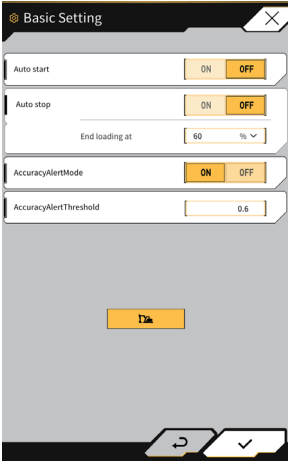 Basic Setting
Auto start ON OFF
Auto stop ON OFF
End loading at 60 %
AccuracyAlertMode ON OFF
AccuracyAlertThreshold 0.6